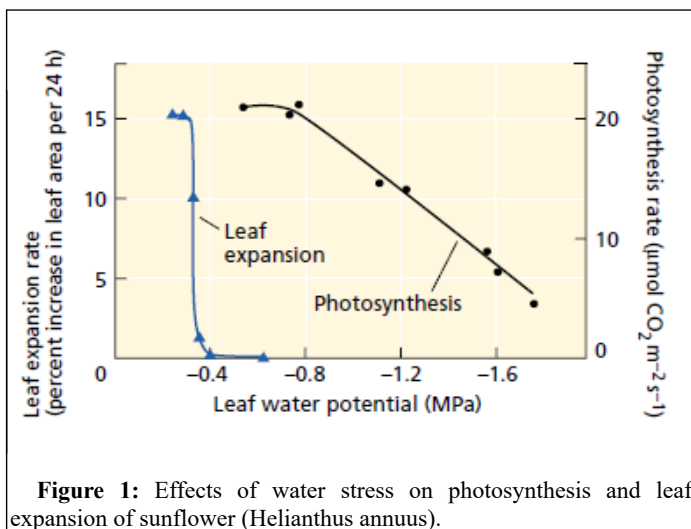 Leaf expansion rate
(percent increase in leaf area per 24 h)
15
10
5
0
Leaf
expansion
Photosynthesis
20
10
0
Photosynthesis rate (μmol CO₂ m⁻² s⁻¹)
−0.4
−0.8
−1.2
−1.6
Leaf water potential (MPa)
Figure 1: Effects of water stress on photosynthesis and leaf
expansion of sunflower (Helianthus annuus).